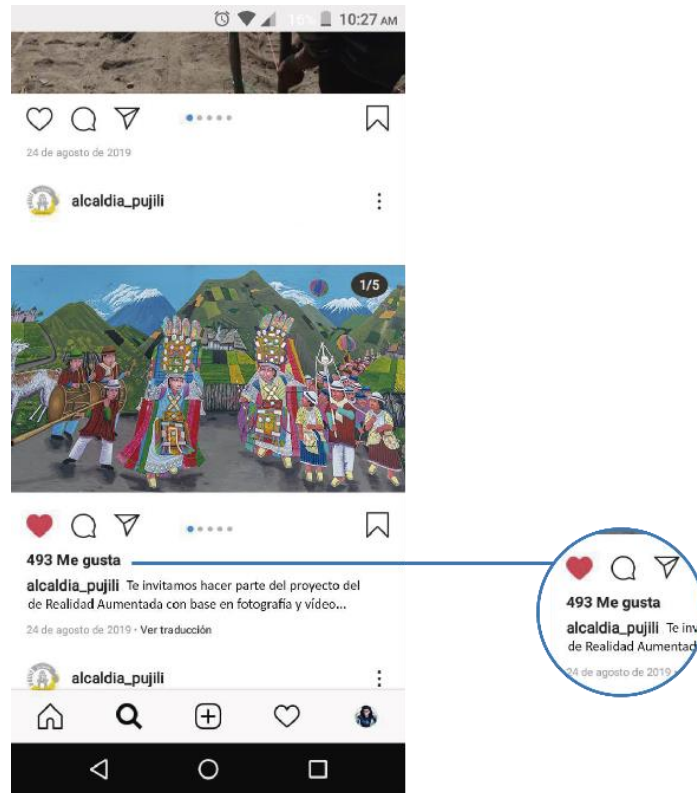 16% 10:27 AM
24 de agosto de 2019
alcaldia_pujili
1/5
493 Me gusta
alcaldia_pujili Te invitamos hacer parte del proyecto del
de Realidad Aumentada con base en fotografía y vídeo...
24 de agosto de 2019 • Ver traducción
alcaldia_pujili
493 Me gusta
alcaldia_pujili Te inv
de Realidad Aumentad
24 de agosto de 2019